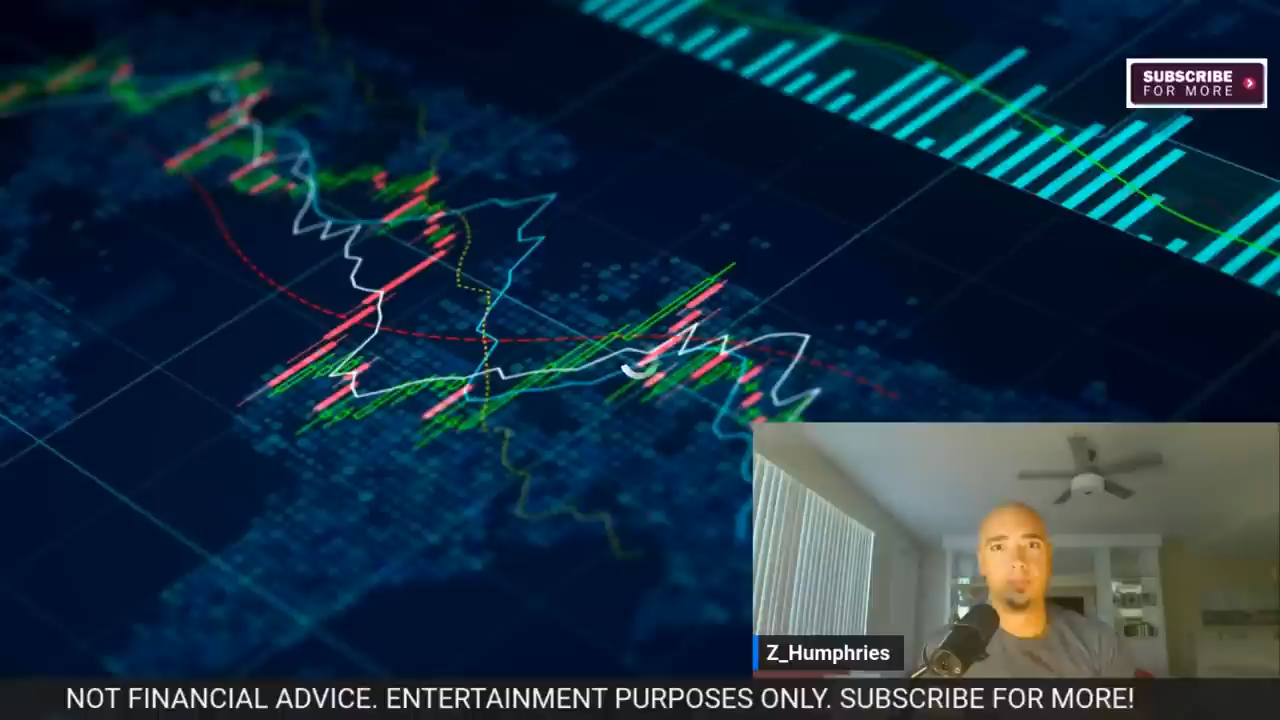 SUBSCRIBE
FOR MORE
Z_Humphries
NOT FINANCIAL ADVICE. ENTERTAINMENT PURPOSES ONLY. SUBSCRIBE FOR MORE!